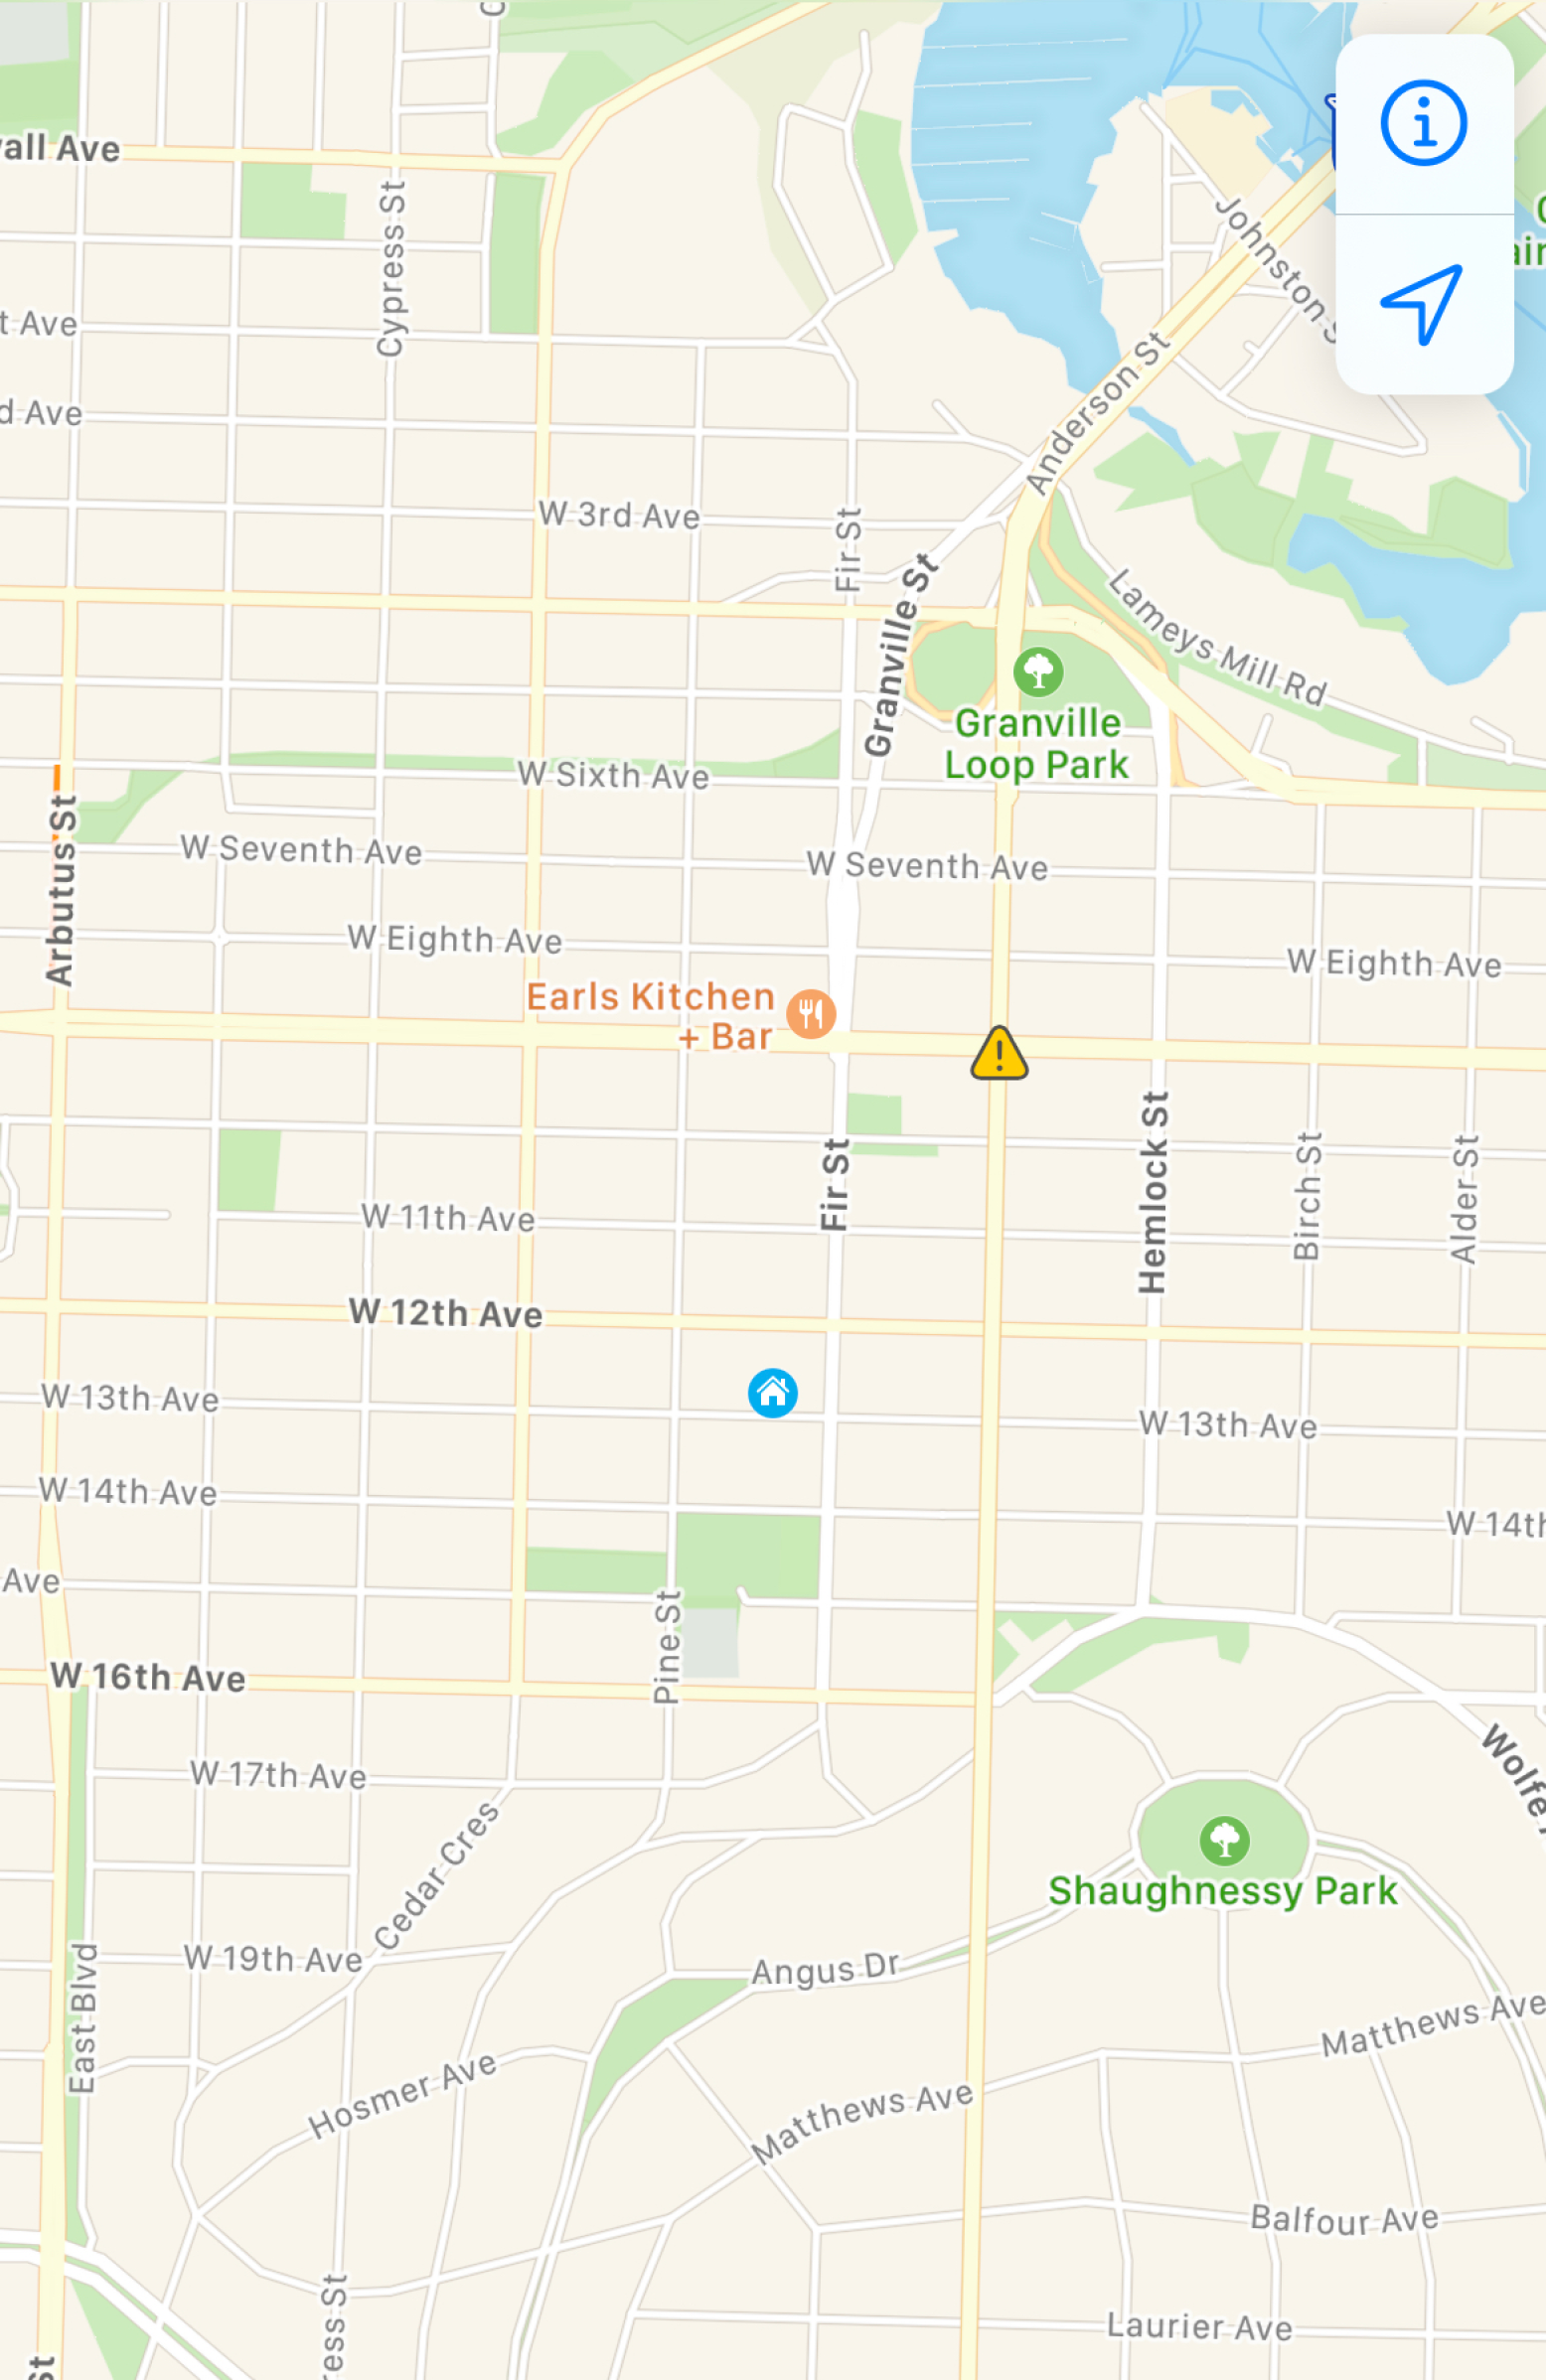 all Ave
Cypress St
Johnston S
ain
t Ave
Anderson St
d Ave
W 3rd Ave
Fir St
Granville St
Lameys Mill Rd
Granville
Loop Park
W Sixth Ave
Arbutus St
W Seventh Ave
W Seventh Ave
W Eighth Ave
W Eighth Ave
Earls Kitchen
+ Bar
Fir St
Hemlock St
Birch St
Alder St
W 11th Ave
W 12th Ave
W 13th Ave
W 13th Ave
W 14th Ave
W 14th
Ave
Pine St
W 16th Ave
W 17th Ave
Wolfe
Cedar Cres
Shaughnessy Park
W 19th Ave
Angus Dr
East Blvd
Matthews Ave
Hosmer Ave
Matthews Ave
Balfour Ave
ress St
Laurier Ave
St